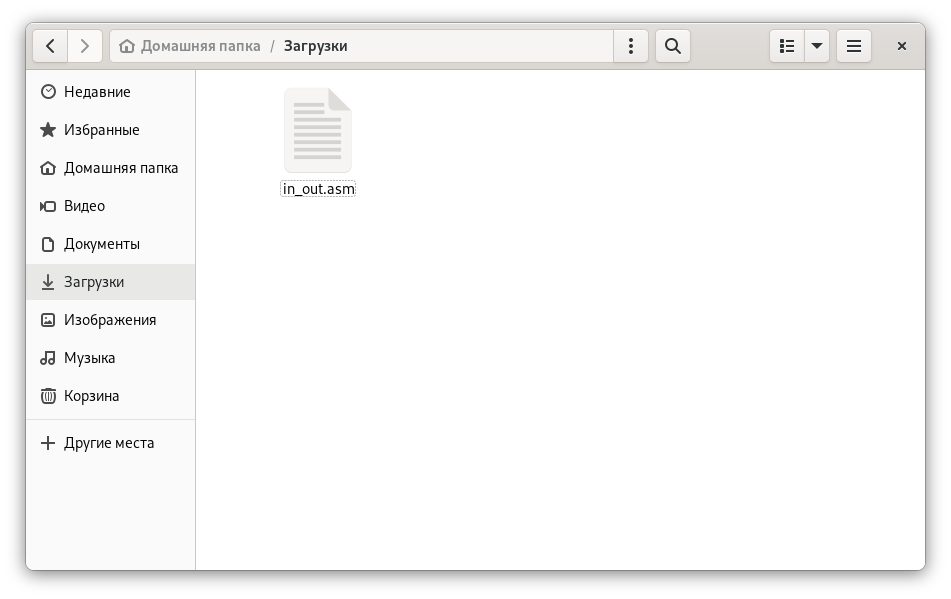 Домашняя папка / Загрузки
Недавние
Избранные
Домашняя папка
Видео
Документы
Загрузки
Изображения
Музыка
Корзина
Другие места
in_out.asm